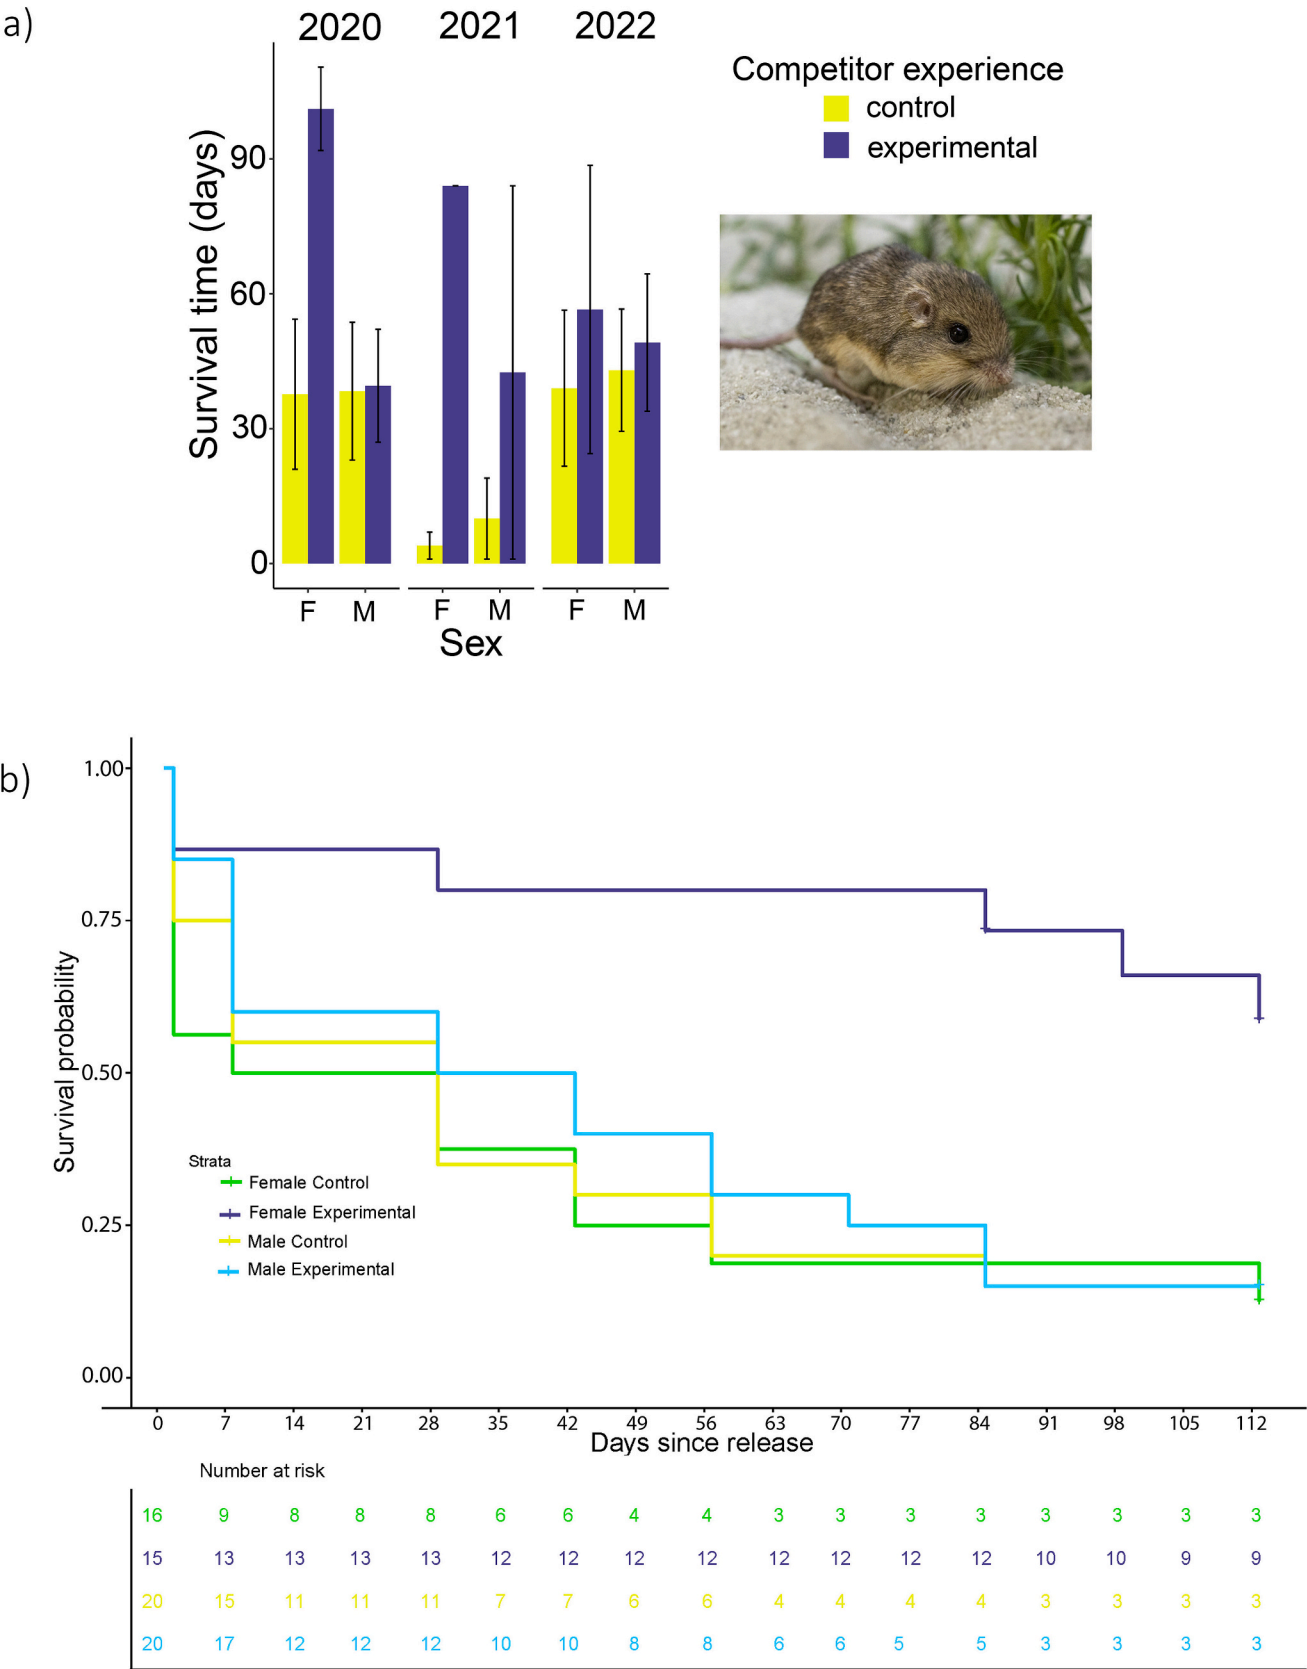 a)
2020 2021 2022
Competitor experience
control
experimental
Survival time (days)
90
60
30
0
F M F M F M
Sex
b)
Survival probability
1.00
0.75
0.50
0.25
0.00
Strata
Female Control
Female Experimental
Male Control
Male Experimental
0 7 14 21 28 35 42 49 56 63 70 77 84 91 98 105 112
Days since release
Number at risk
16 9 8 8 8 6 6 4 4 3 3 3 3 3 3 3 3
15 13 13 13 13 12 12 12 12 12 12 12 12 10 10 9 9
20 15 11 11 11 7 7 6 6 4 4 4 4 3 3 3 3
20 17 12 12 12 10 10 8 8 6 6 5 5 3 3 3 3